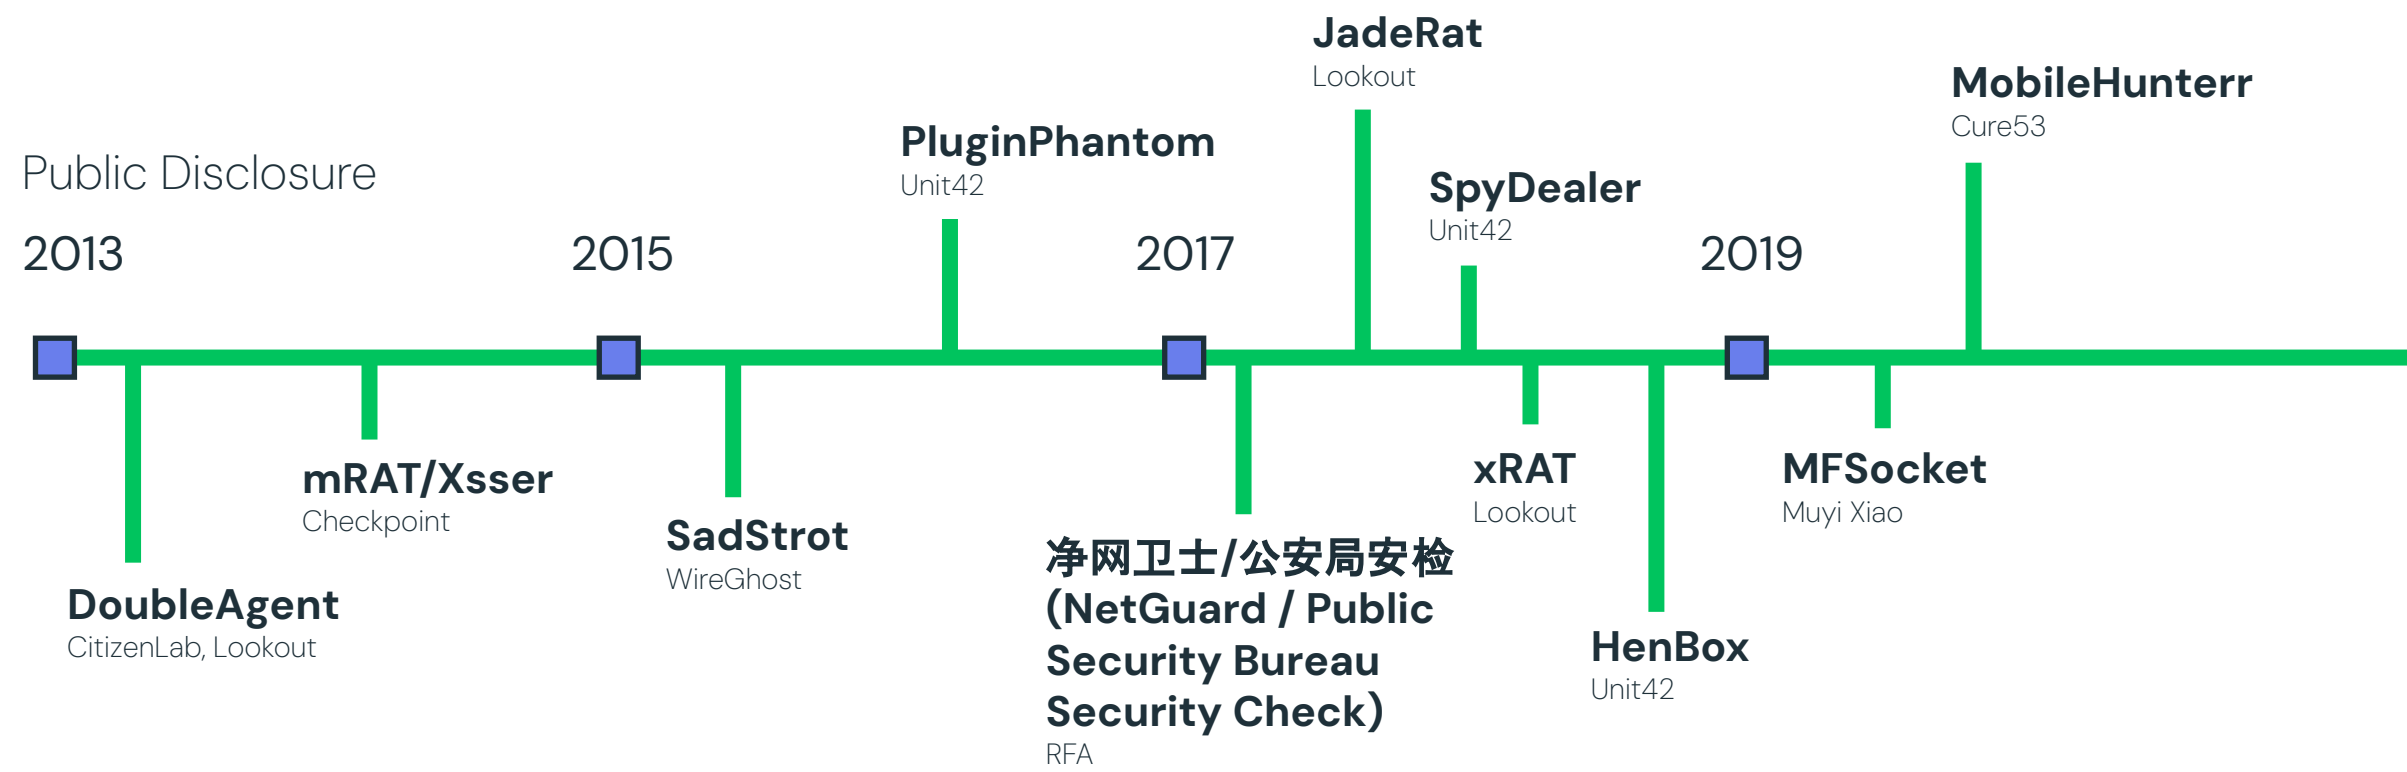 Public Disclosure
2013
2015
2017
2019
DoubleAgent
CitizenLab, Lookout
mRAT/Xsser
Checkpoint
SadStrot
WireGhost
PluginPhantom
Unit42
净网卫士/公安局安检
(NetGuard / Public
Security Bureau
Security Check)
RFA
JadeRat
Lookout
SpyDealer
Unit42
xRAT
Lookout
HenBox
Unit42
MFSocket
Muyi Xiao
MobileHunterr
Cure53